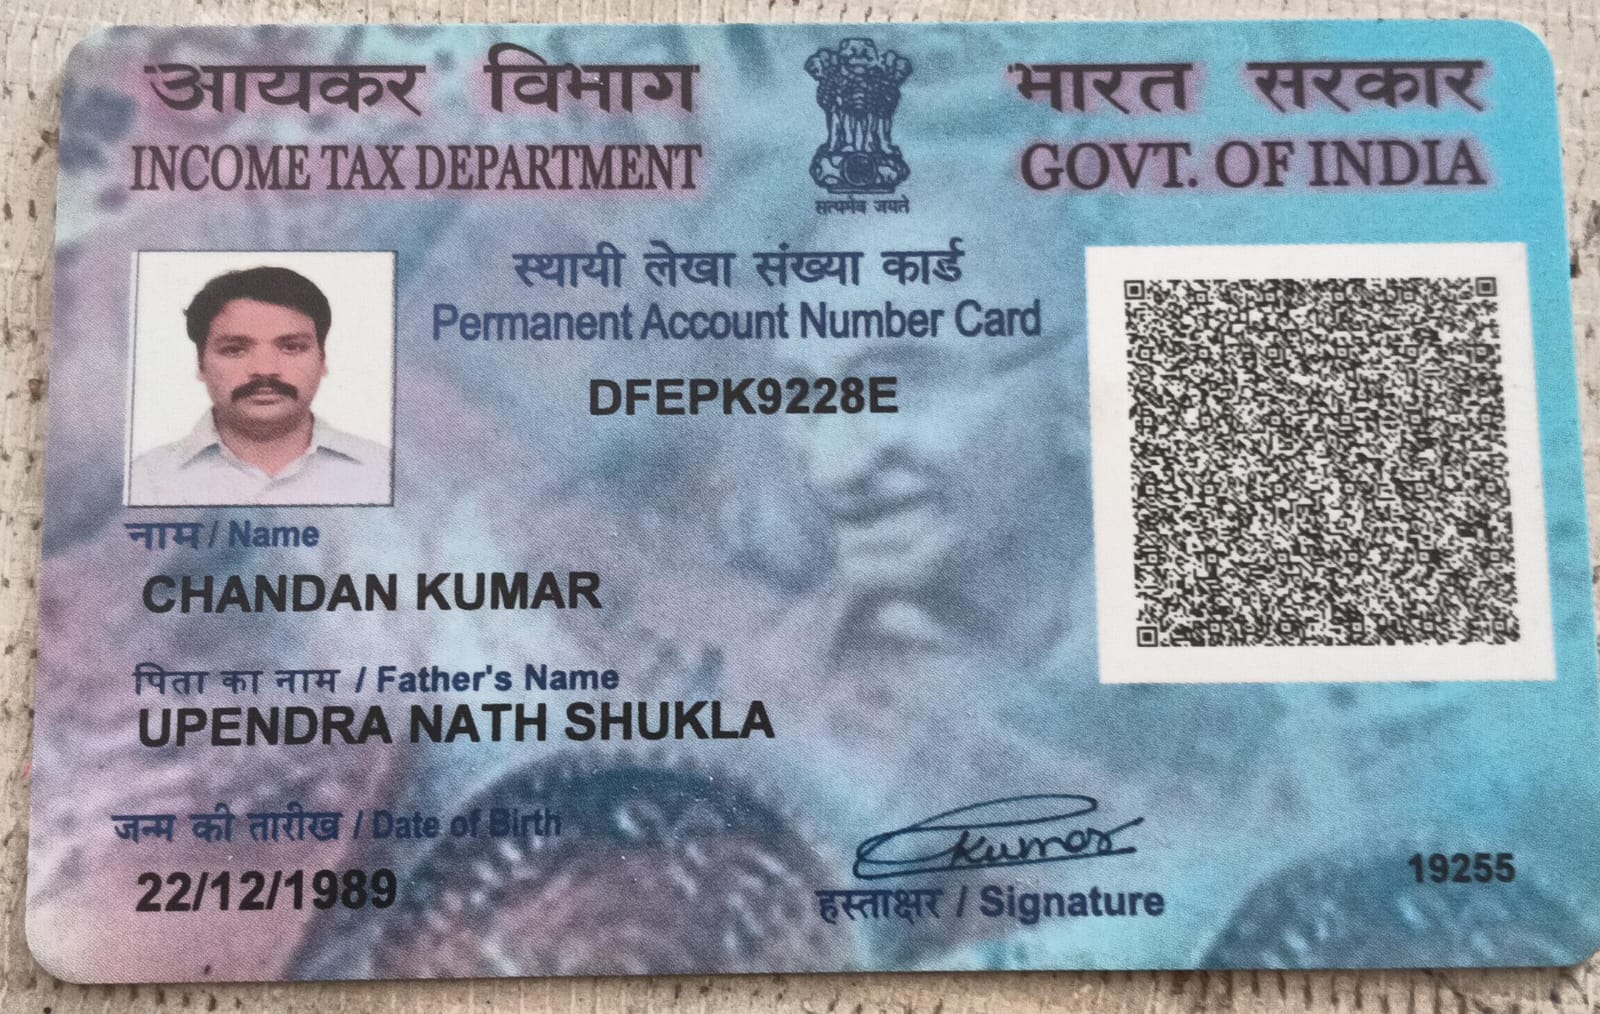 आयकर विभाग
INCOME TAX DEPARTMENT
सत्यमेव जयते
भारत सरकार
GOVT. OF INDIA
स्थायी लेखा संख्या कार्ड
Permanent Account Number Card
DFEPK9228E
नाम / Name
CHANDAN KUMAR
पिता का नाम / Father's Name
UPENDRA NATH SHUKLA
जन्म की तारीख / Date of Birth
22/12/1989
Ckumar
हस्ताक्षर / Signature
19255